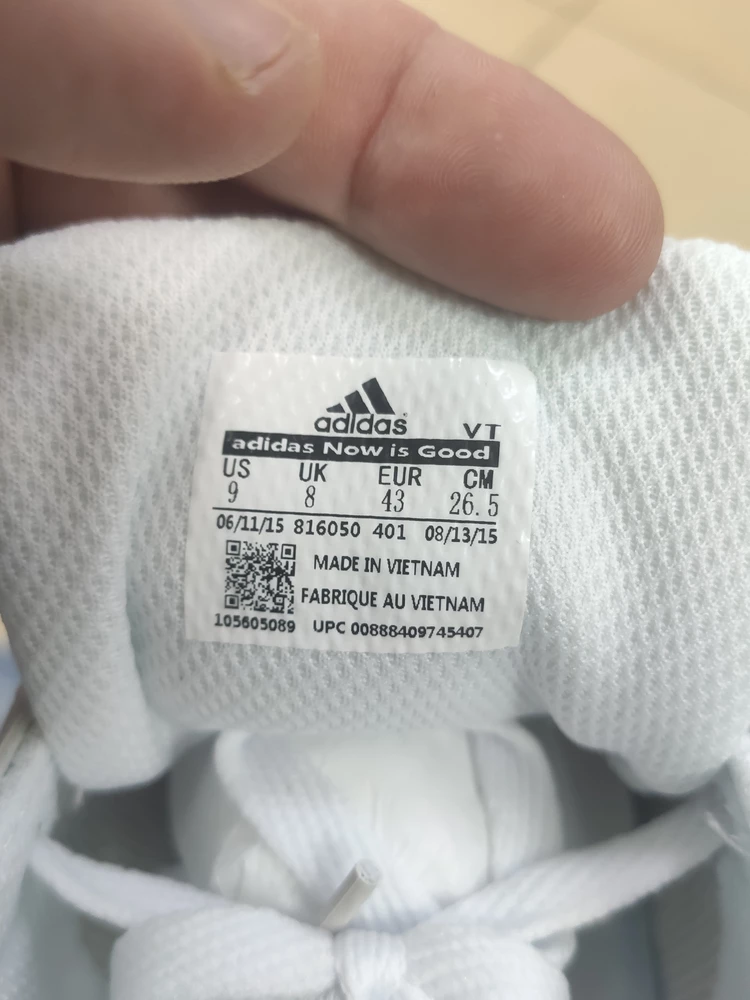 adidas VT
adidas Now is Good
US UK EUR CM
9 8 43 26.5
06/11/15 816050 401 08/13/15
MADE IN VIETNAM
FABRIQUE AU VIETNAM
105605089 UPC 00888409745407